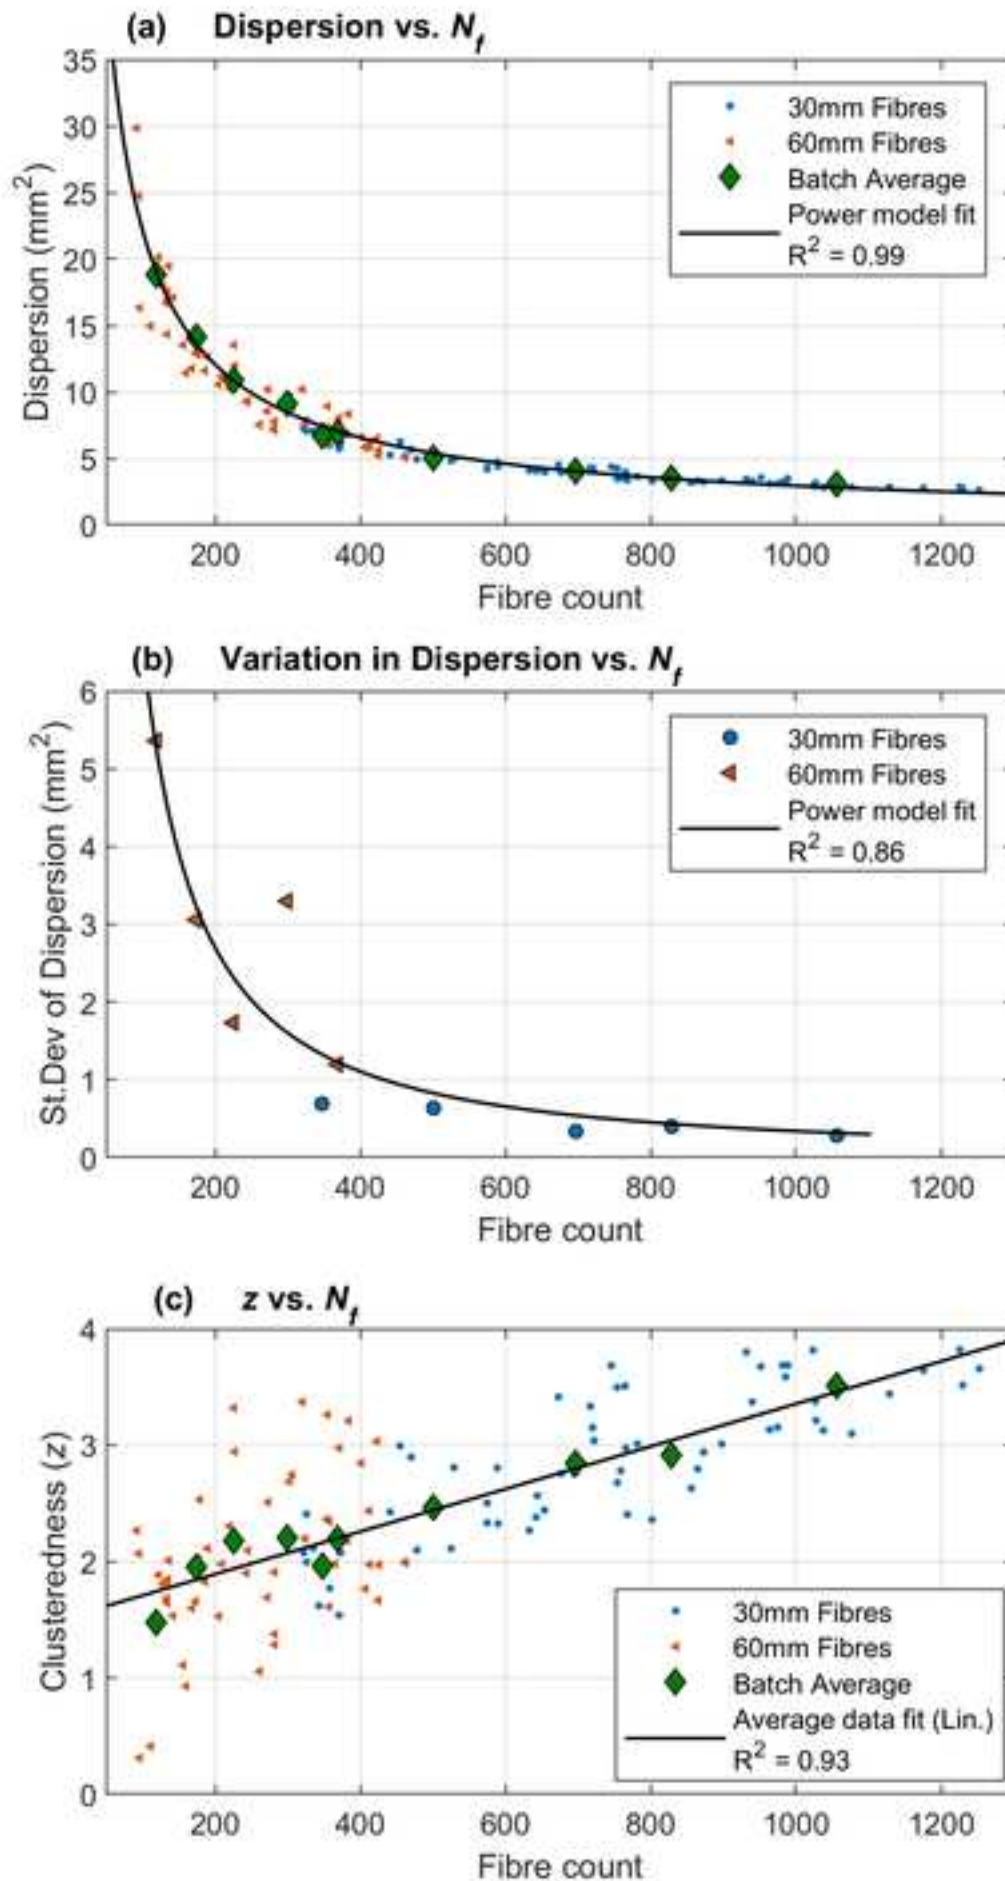 (a) Dispersion vs. N_f
35
30
25
20
15
10
5
0
Dispersion (mm²)
30mm Fibres
60mm Fibres
Batch Average
Power model fit
R² = 0.99
200 400 600 800 1000 1200
Fibre count
(b) Variation in Dispersion vs. N_f
6
5
4
3
2
1
0
St.Dev of Dispersion (mm²)
30mm Fibres
60mm Fibres
Power model fit
R² = 0.86
200 400 600 800 1000 1200
Fibre count
(c) z vs. N_f
4
3
2
1
0
Clusteredness (z)
30mm Fibres
60mm Fibres
Batch Average
Average data fit (Lin.)
R² = 0.93
200 400 600 800 1000 1200
Fibre count